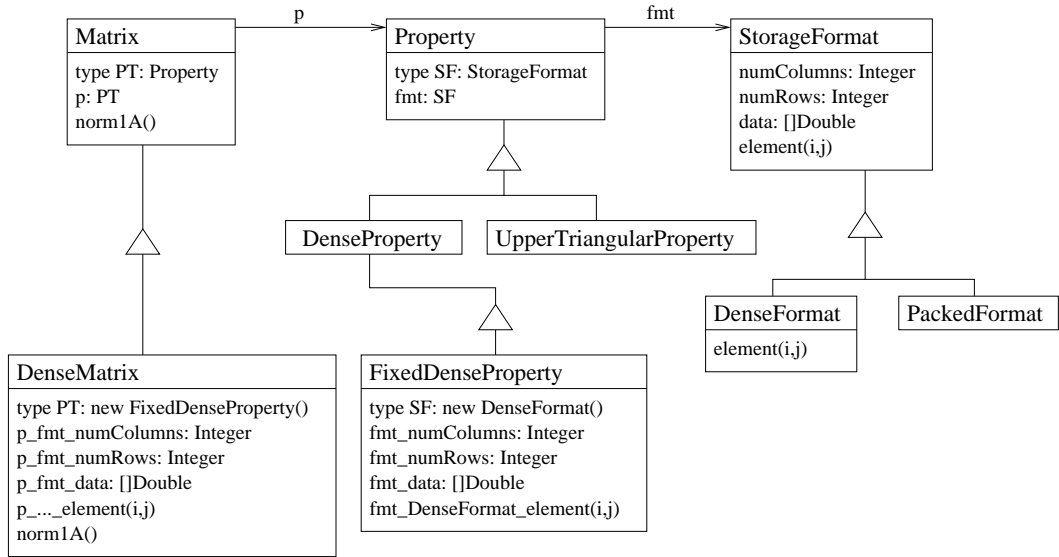 p
fmt
Matrix
type PT: Property
p: PT
norm1A()
Property
type SF: StorageFormat
fmt: SF
StorageFormat
numColumns: Integer
numRows: Integer
data: []Double
element(i,j)
DenseProperty
UpperTriangularProperty
DenseFormat
element(i,j)
PackedFormat
DenseMatrix
type PT: new FixedDenseProperty()
p_fmt_numColumns: Integer
p_fmt_numRows: Integer
p_fmt_data: []Double
p_..._element(i,j)
norm1A()
FixedDenseProperty
type SF: new DenseFormat()
fmt_numColumns: Integer
fmt_numRows: Integer
fmt_data: []Double
fmt_DenseFormat_element(i,j)